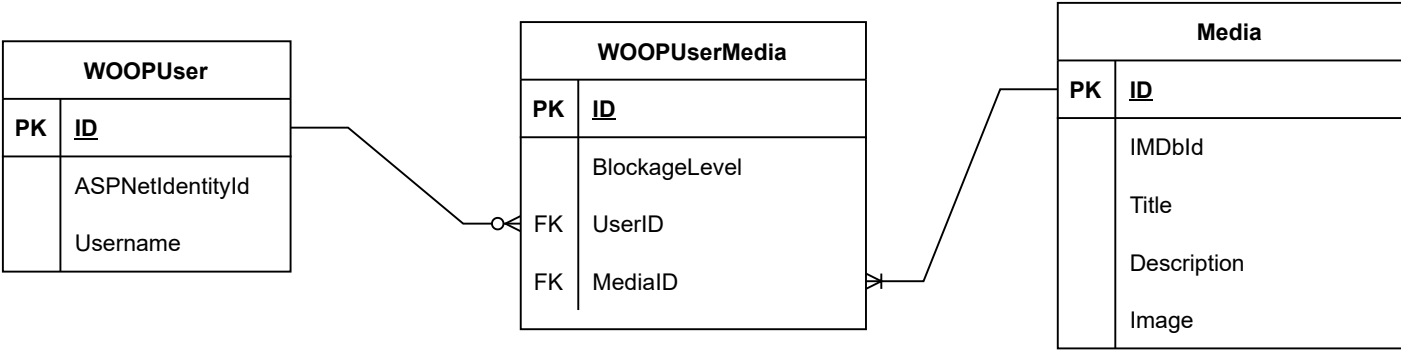 WOOPUser
PK ID
ASPNetIdentityId
Username
WOOPUserMedia
PK ID
BlockageLevel
FK UserID
FK MediaID
Media
PK ID
IMDbId
Title
Description
Image